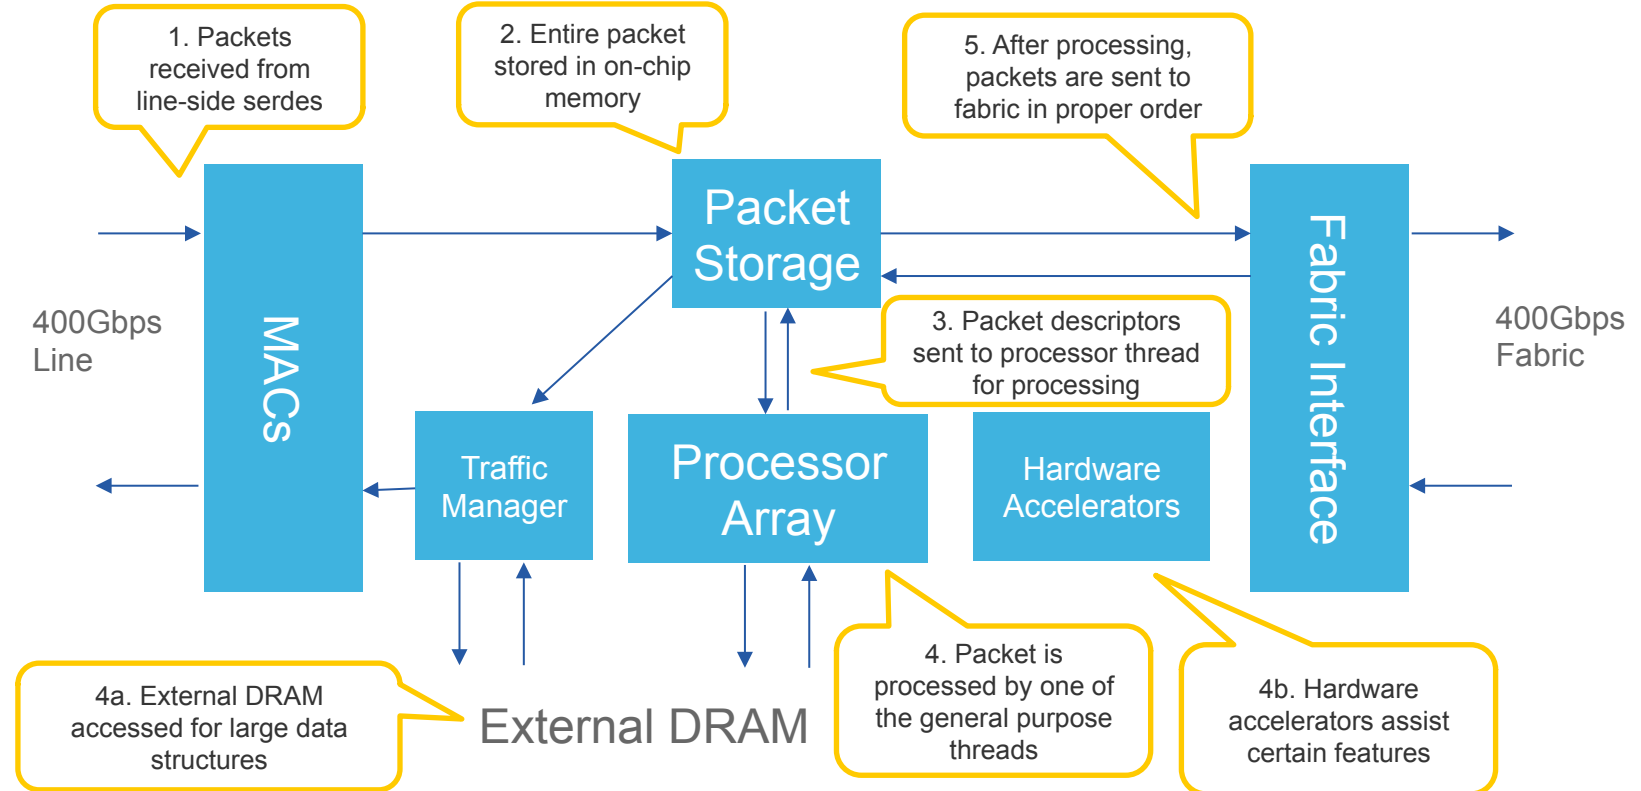 1. Packets
received from
line-side serdes
2. Entire packet
stored in on-chip
memory
5. After processing,
packets are sent to
fabric in proper order
Packet
Storage
400Gbps
Line
MACs
3. Packet descriptors
sent to processor thread
for processing
Fabric Interface
400Gbps
Fabric
Traffic
Manager
Processor
Array
Hardware
Accelerators
4a. External DRAM
accessed for large data
structures
External DRAM
4. Packet is
processed by one of
the general purpose
threads
4b. Hardware
accelerators assist
certain features